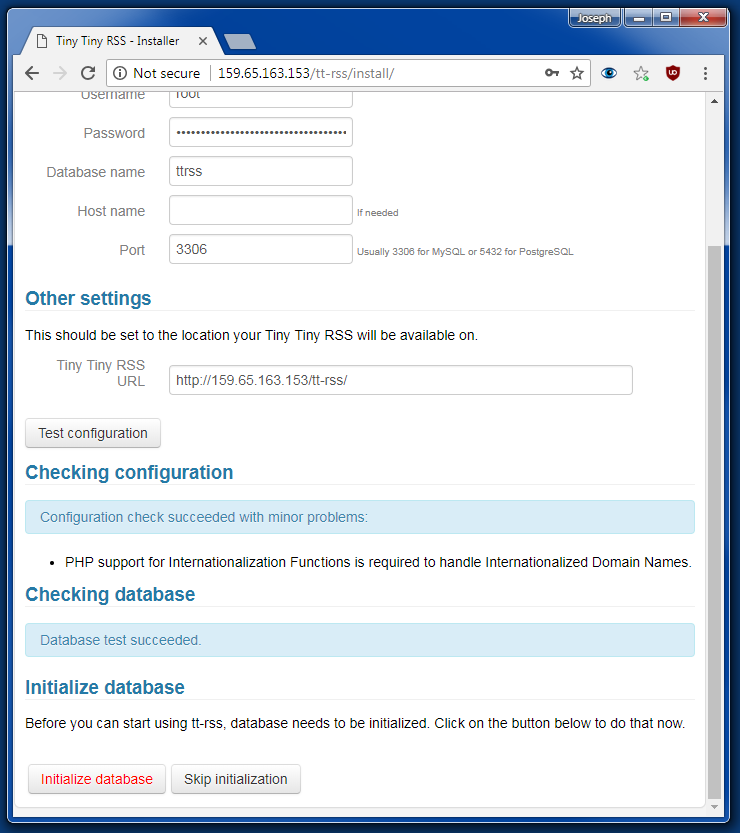 Joseph
Tiny Tiny RSS - Installer
Not secure 159.65.163.153/tt-rss/install/
Username root
Password ••••••••••••••••••••••••••••••••••••
Database name ttrss
Host name If needed
Port 3306 Usually 3306 for MySQL or 5432 for PostgreSQL
Other settings
This should be set to the location your Tiny Tiny RSS will be available on.
Tiny Tiny RSS
URL http://159.65.163.153/tt-rss/
Test configuration
Checking configuration
Configuration check succeeded with minor problems:
• PHP support for Internationalization Functions is required to handle Internationalized Domain Names.
Checking database
Database test succeeded.
Initialize database
Before you can start using tt-rss, database needs to be initialized. Click on the button below to do that now.
Initialize database Skip initialization